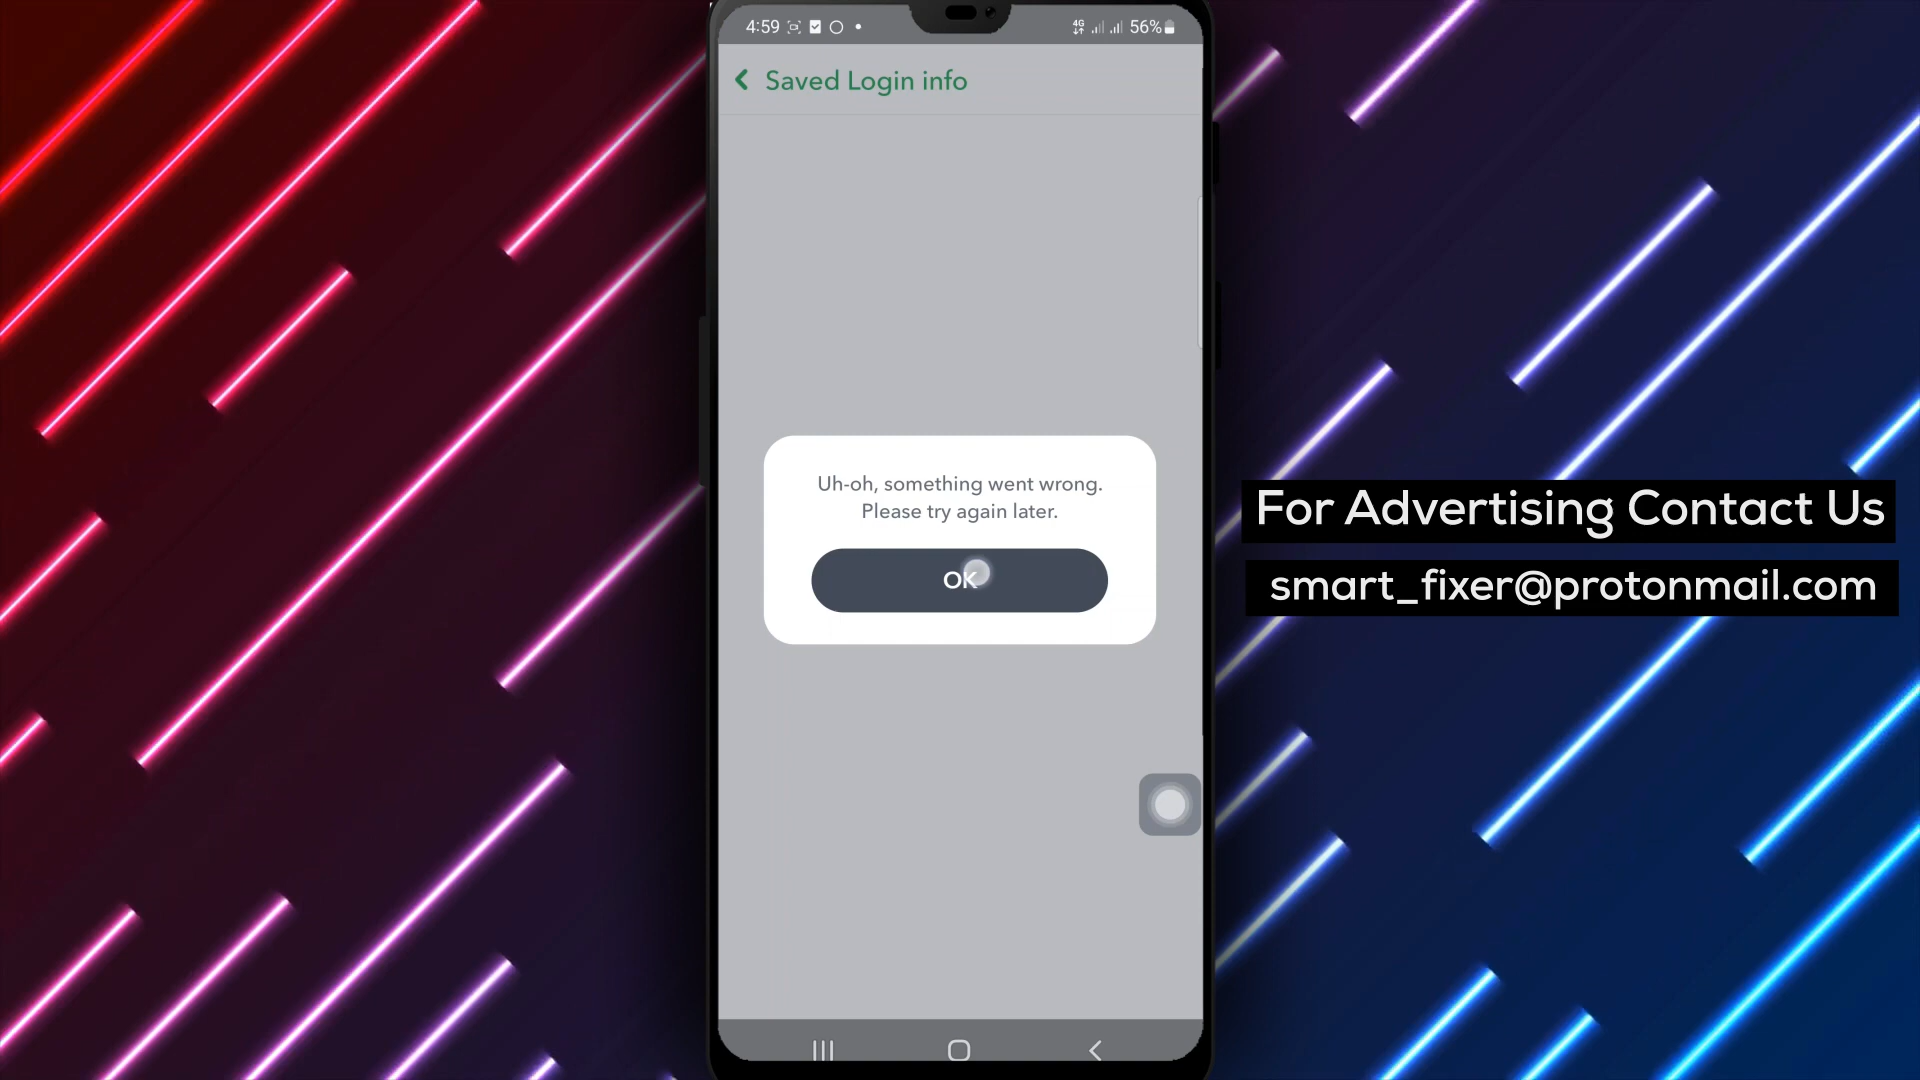 4:59
4G
56%
Saved Login info
Uh-oh, something went wrong.
Please try again later.
OK
For Advertising Contact Us
smart_fixer@protonmail.com